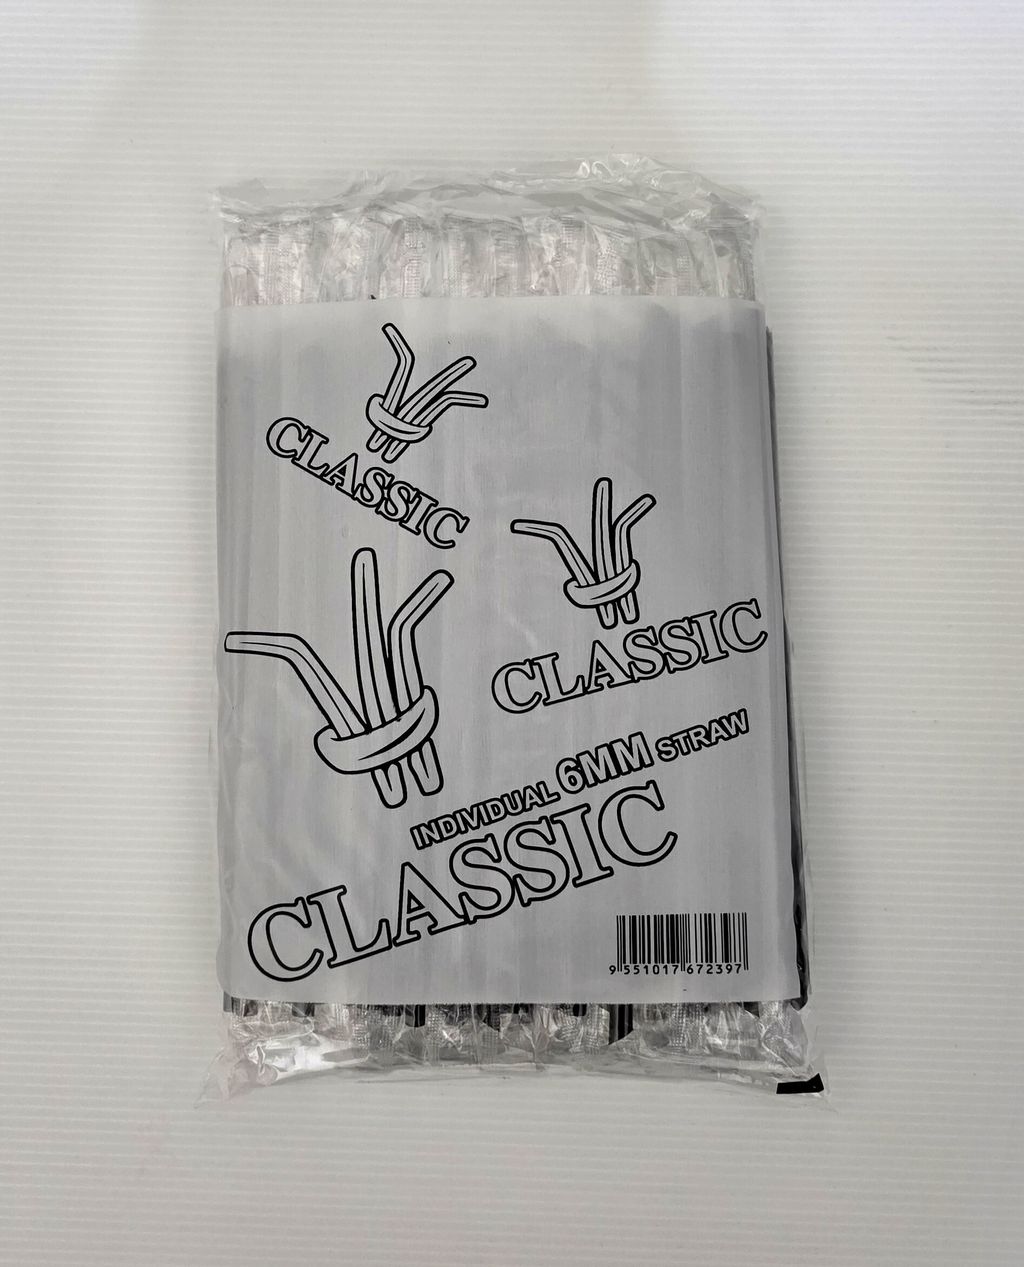 CLASSIC
CLASSIC
INDIVIDUAL 6MM STRAW
CLASSIC
9 551017 672397